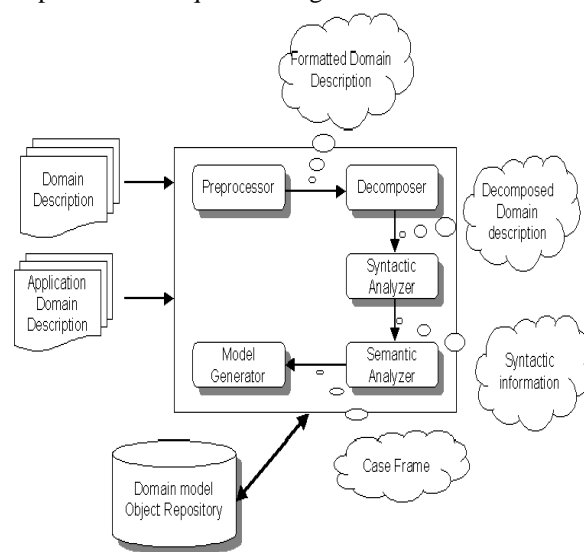 Formatted Domain
Description
Domain
Description
Preprocessor
Decomposer
Decomposed
Domain
description
Application
Domain
Description
Syntactic
Analyzer
Model
Generator
Semantic
Analyzer
Syntactic
information
Case Frame
Domain model
Object Repository